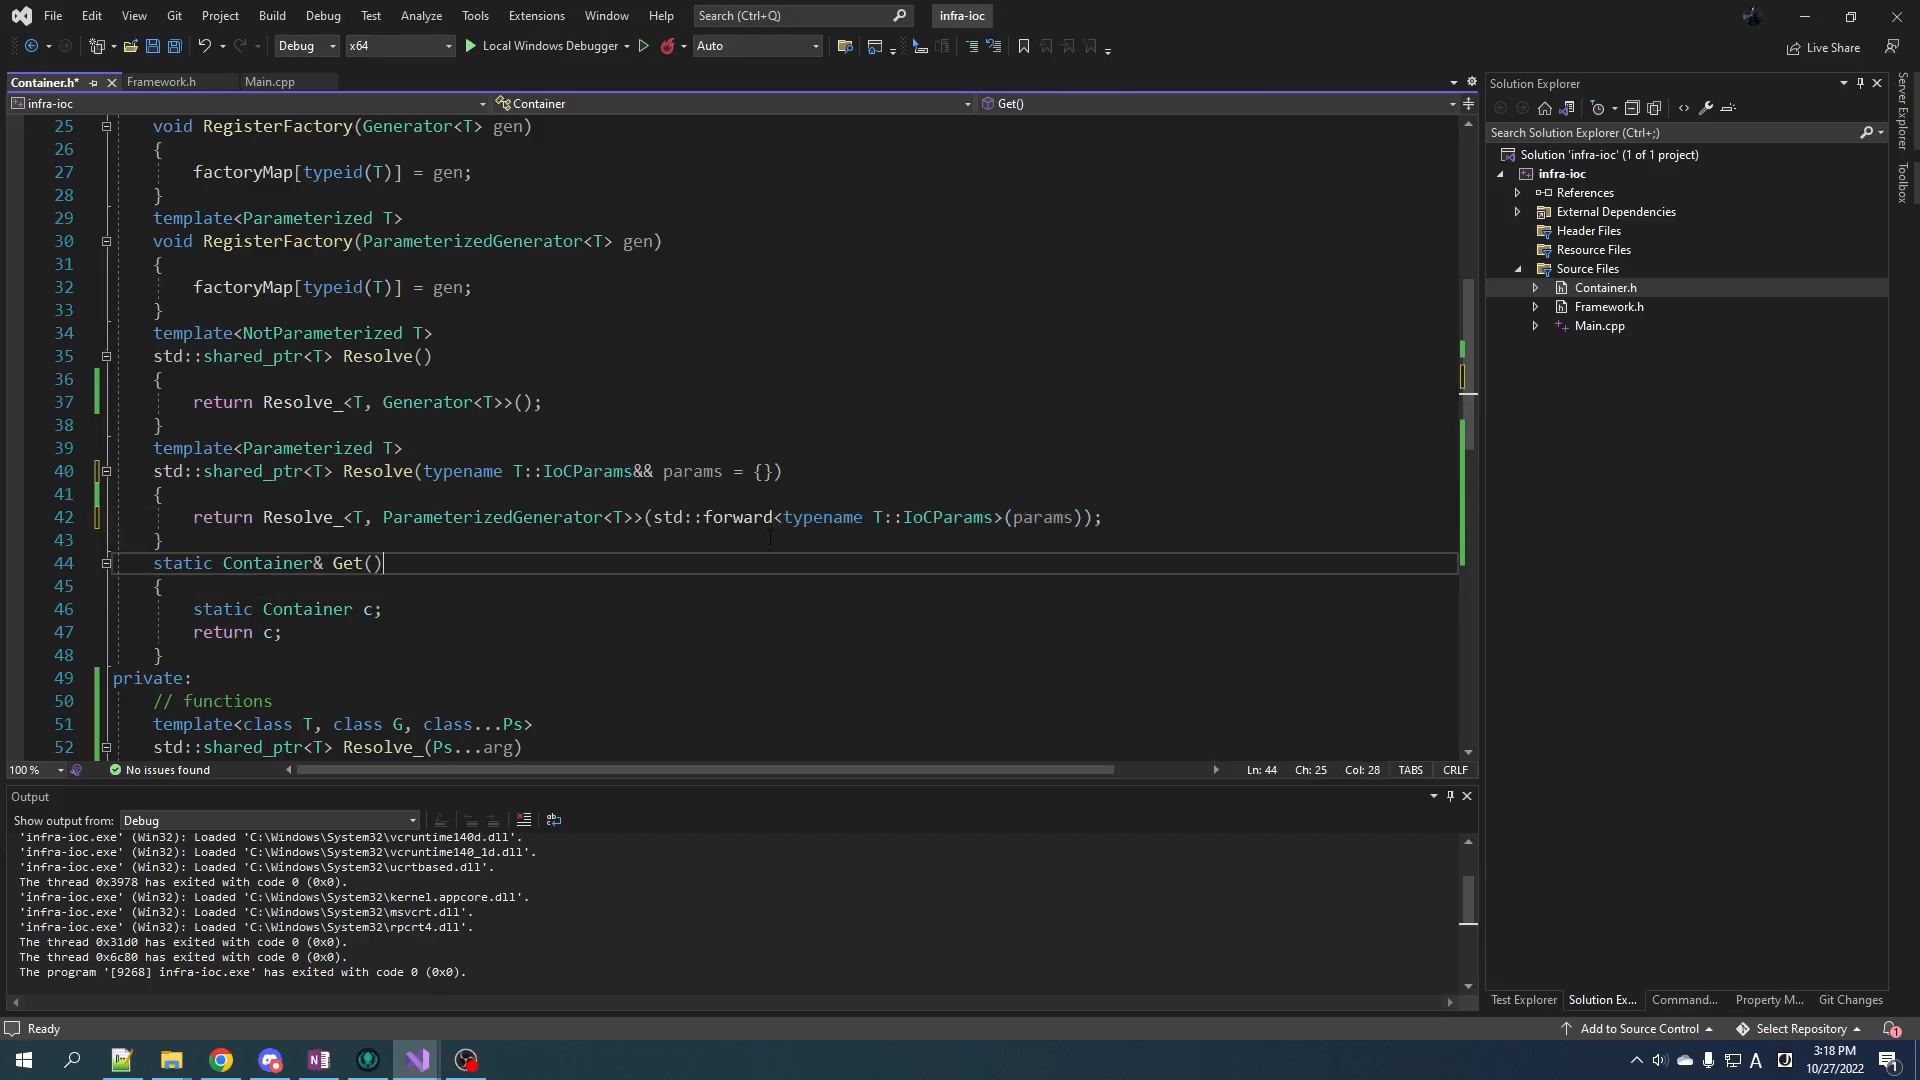 File Edit View Git Project Build Debug Test Analyze Tools Extensions Window Help Search (Ctrl+Q) infra-ioc
Debug x64 Local Windows Debugger Auto Live Share
Container.h* Framework.h Main.cpp
infra-ioc Container Get()
25 void RegisterFactory(Generator<T> gen)
26 {
27 factoryMap[typeid(T)] = gen;
28 }
29 template<Parameterized T>
30 void RegisterFactory(ParameterizedGenerator<T> gen)
31 {
32 factoryMap[typeid(T)] = gen;
33 }
34 template<NotParameterized T>
35 std::shared_ptr<T> Resolve()
36 {
37 return Resolve_<T, Generator<T>>();
38 }
39 template<Parameterized T>
40 std::shared_ptr<T> Resolve(typename T::IoCParams&& params = {})
41 {
42 return Resolve_<T, ParameterizedGenerator<T>>(std::forward<typename T::IoCParams>(params));
43 }
44 static Container& Get()
45 {
46 static Container c;
47 return c;
48 }
49 private:
50 // functions
51 template<class T, class G, class...Ps>
52 std::shared_ptr<T> Resolve_(Ps...arg)
100 % No issues found Ln: 44 Ch: 25 Col: 28 TABS CRLF
Output
Show output from: Debug
'infra-ioc.exe' (Win32): Loaded 'C:\Windows\System32\vcruntime140d.dll'.
'infra-ioc.exe' (Win32): Loaded 'C:\Windows\System32\vcruntime140_1d.dll'.
'infra-ioc.exe' (Win32): Loaded 'C:\Windows\System32\ucrtbased.dll'.
The thread 0x3978 has exited with code 0 (0x0).
'infra-ioc.exe' (Win32): Loaded 'C:\Windows\System32\kernel.appcore.dll'.
'infra-ioc.exe' (Win32): Loaded 'C:\Windows\System32\msvcrt.dll'.
'infra-ioc.exe' (Win32): Loaded 'C:\Windows\System32\rpcrt4.dll'.
The thread 0x31d0 has exited with code 0 (0x0).
The thread 0x6c80 has exited with code 0 (0x0).
The program '[9268] infra-ioc.exe' has exited with code 0 (0x0).
Solution Explorer
Search Solution Explorer (Ctrl+;)
Solution 'infra-ioc' (1 of 1 project)
infra-ioc
References
External Dependencies
Header Files
Resource Files
Source Files
Container.h
Framework.h
Main.cpp
Test Explorer Solution Ex... Command... Property M... Git Changes
Server Explorer
Toolbox
Ready Add to Source Control Select Repository 1
A 3:18 PM
10/27/2022 1